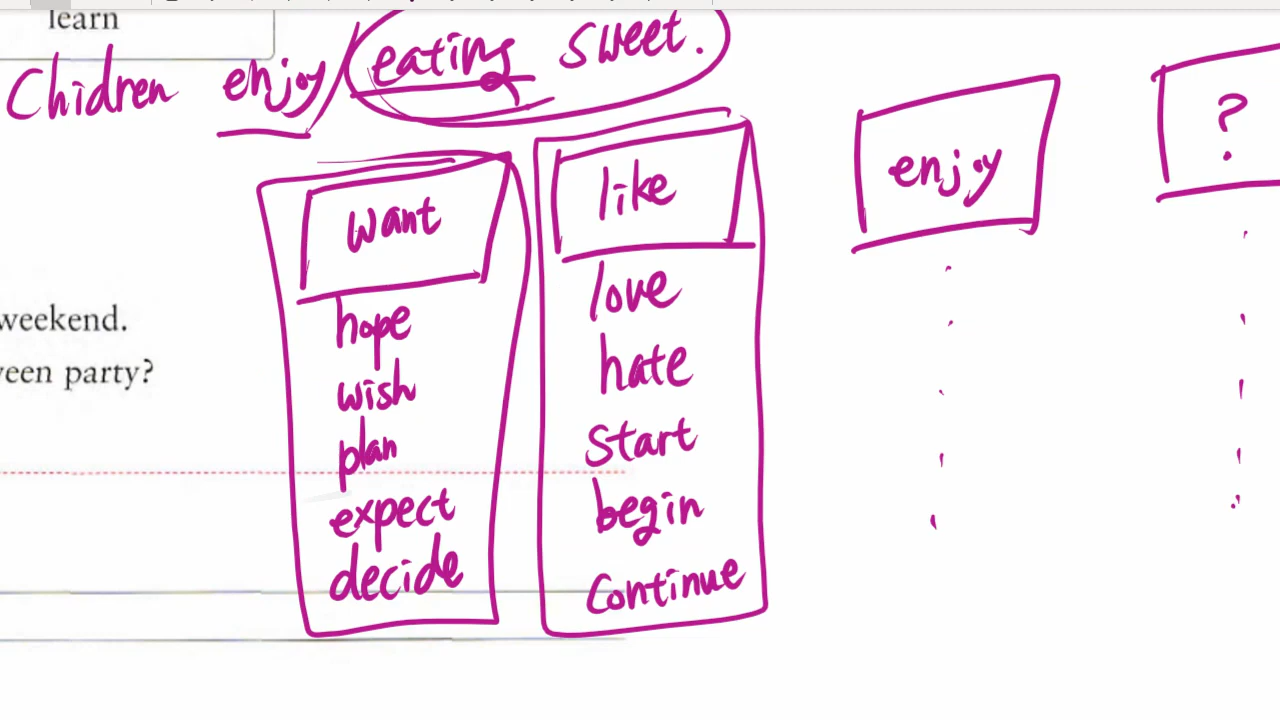 learn
Chidren enjoy eating sweet.
want
hope
wish
plan
expect
decide
like
love
hate
Start
begin
Continue
enjoy
?
weekend.
een party?